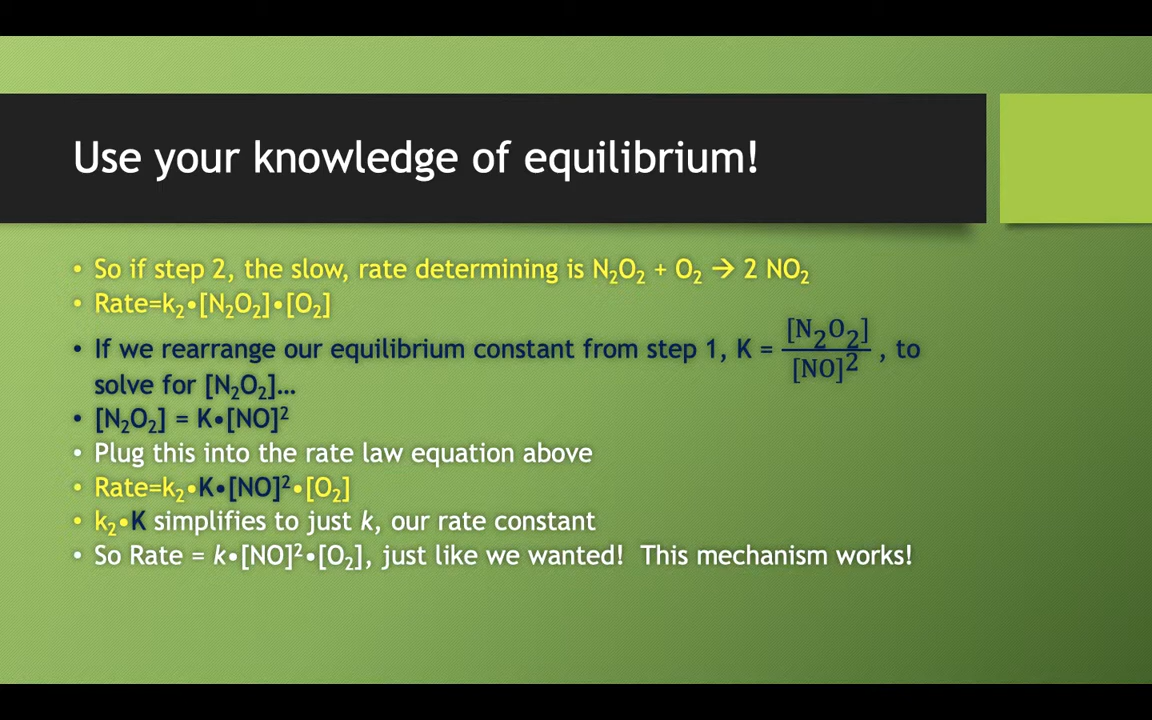 Use your knowledge of equilibrium!
• So if step 2, the slow, rate determining is N₂O₂ + O₂ → 2 NO₂
• Rate=k₂•[N₂O₂]•[O₂]
• If we rearrange our equilibrium constant from step 1, K = [N₂O₂]/[NO]², to
solve for [N₂O₂]…
• [N₂O₂] = K•[NO]²
• Plug this into the rate law equation above
• Rate=k₂•K•[NO]²•[O₂]
• k₂•K simplifies to just k, our rate constant
• So Rate = k•[NO]²•[O₂], just like we wanted!  This mechanism works!